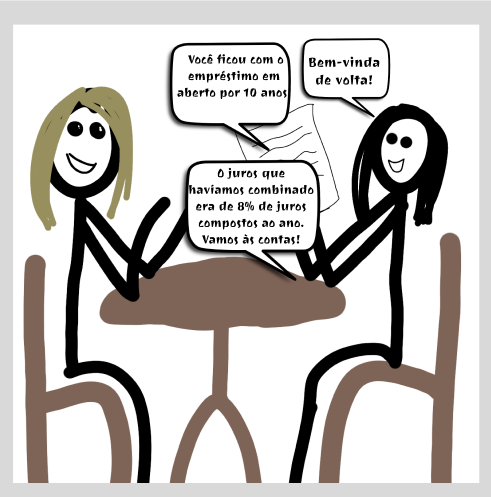 Bem-vinda
de volta!
Você ficou com o
empréstimo em
aberto por 10 anos
O juros que
havíamos combinado
era de 8% de juros
compostos ao ano.
Vamos às contas!